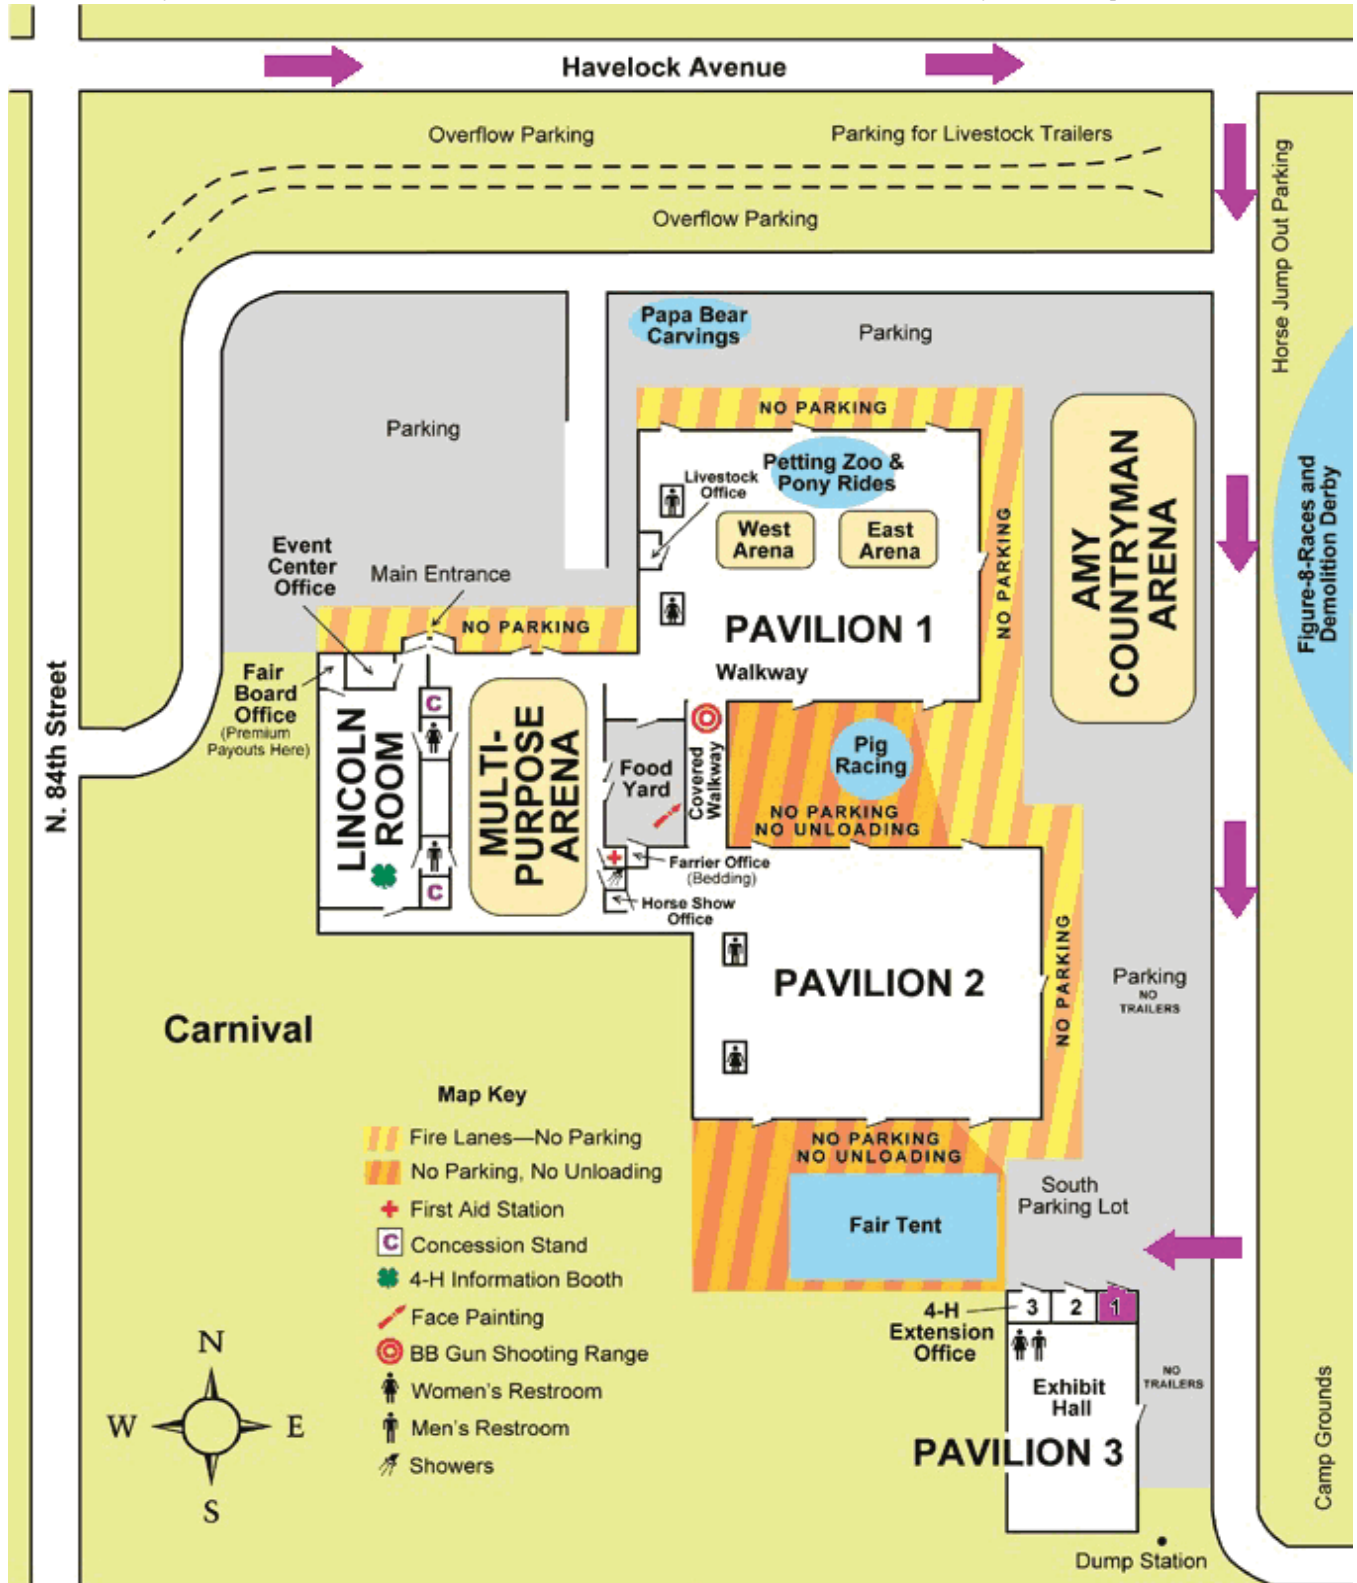 Havelock Avenue
Overflow Parking
Parking for Livestock Trailers
Overflow Parking
Horse Jump Out Parking
Papa Bear
Carvings
Parking
NO PARKING
Parking
Petting Zoo &
Pony Rides
Livestock
Office
West
Arena
East
Arena
NO PARKING
AMY
COUNTRYMAN
ARENA
Figure-8-Races and
Demolition Derby
Event
Center
Office
Main Entrance
NO PARKING
PAVILION 1
Walkway
N. 84th Street
Fair
Board
Office
(Premium
Payouts Here)
C
LINCOLN
ROOM
MULTI-
PURPOSE
ARENA
Food
Yard
Covered
Walkway
Pig
Racing
NO PARKING
NO UNLOADING
C
Farrier Office
(Bedding)
Horse Show
Office
PAVILION 2
NO PARKING
Parking
NO
TRAILERS
Carnival
NO PARKING
NO UNLOADING
Fair Tent
South
Parking Lot
4-H
Extension
Office
3
2
1
Exhibit
Hall
NO
TRAILERS
PAVILION 3
Camp Grounds
Dump Station
Map Key
Fire Lanes—No Parking
No Parking, No Unloading
First Aid Station
C Concession Stand
4-H Information Booth
Face Painting
BB Gun Shooting Range
Women's Restroom
Men's Restroom
Showers
N
W E
S